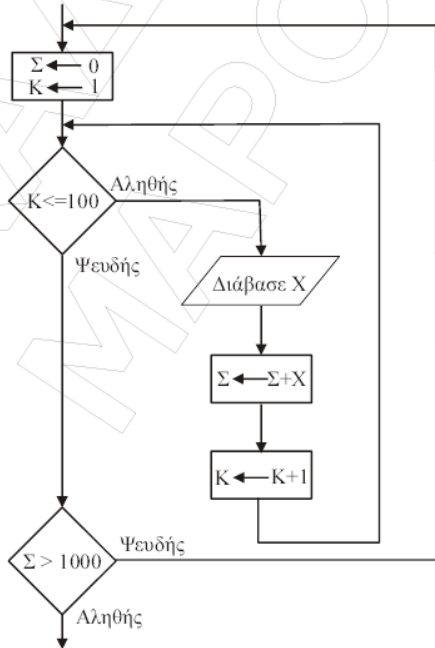 Σ ← 0
Κ ← 1
Κ<=100
Αληθής
Ψευδής
Διάβασε Χ
Σ ← Σ+Χ
Κ ← Κ+1
Σ > 1000
Ψευδής
Αληθής